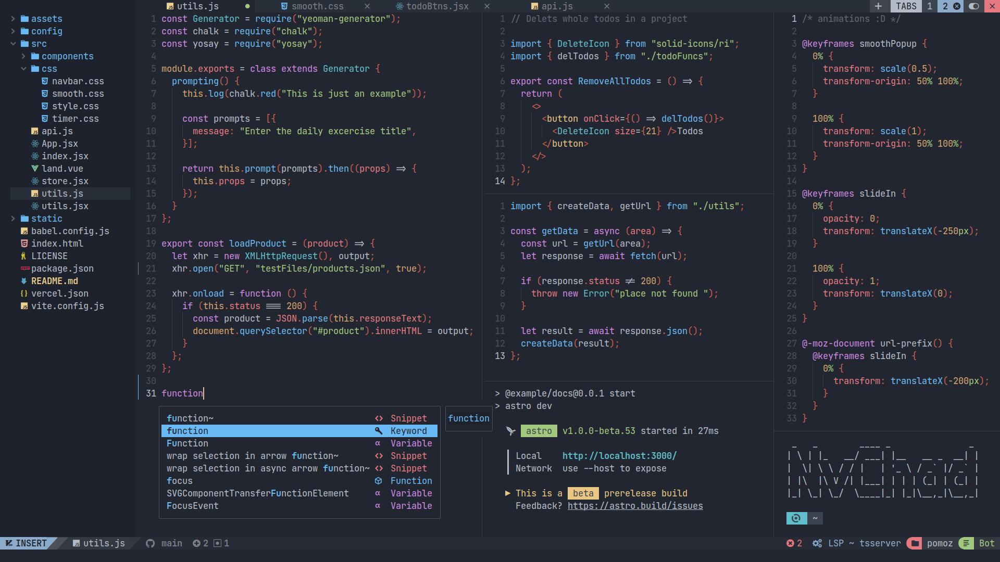 utils.js
smooth.css
todoBtns.jsx
api.js
+ TABS 1 2
assets
config
src
components
css
navbar.css
smooth.css
style.css
timer.css
api.js
App.jsx
index.jsx
land.vue
store.jsx
utils.js
utils.jsx
static
babel.config.js
index.html
LICENSE
package.json
README.md
vercel.json
vite.config.js
1 const Generator = require("yeoman-generator");
2 const chalk = require("chalk");
3 const yosay = require("yosay");
4
5 module.exports = class extends Generator {
6 prompting() {
7 this.log(chalk.red("This is just an example"));
8
9 const prompts = [{
10 message: "Enter the daily excercise title",
11 }];
12
13 return this.prompt(prompts).then((props) => {
14 this.props = props;
15 });
16 }
17 };
18
19 export const loadProduct = (product) => {
20 let xhr = new XMLHttpRequest(), output;
21 xhr.open("GET", "testFiles/products.json", true);
22
23 xhr.onload = function () {
24 if (this.status === 200) {
25 const product = JSON.parse(this.responseText);
26 document.querySelector("#product").innerHTML = output;
27 }
28 };
29 };
30
31 function
function~ <> Snippet
function Keyword
Function α Variable
wrap selection in arrow function~ <> Snippet
wrap selection in async arrow function~ <> Snippet
focus Function
SVGComponentTransferFunctionElement α Variable
FocusEvent α Variable
function
1 // Delets whole todos in a project
2
3 import { DeleteIcon } from "solid-icons/ri";
4 import { delTodos } from "./todoFuncs";
5
6 export const RemoveAllTodos = () => {
7 return (
8 <>
9 <button onClick={() => delTodos()}>
10 <DeleteIcon size={21} />Todos
11 </button>
12 </>
13 );
14 };
1 import { createData, getUrl } from "./utils";
2
3 const getData = async (area) => {
4 const url = getUrl(area);
5 let response = await fetch(url);
6
7 if (response.status != 200) {
8 throw new Error("place not found ");
9 }
10
11 let result = await response.json();
12 createData(result);
13 };
> @example/docs@0.0.1 start
> astro dev
astro v1.0.0-beta.53 started in 27ms
Local http://localhost:3000/
Network use --host to expose
▶ This is a beta prerelease build
Feedback? https://astro.build/issues
1 /* animations :D */
2
3 @keyframes smoothPopup {
4 0% {
5 transform: scale(0.5);
6 transform-origin: 50% 100%;
7 }
8
9 100% {
10 transform: scale(1);
11 transform-origin: 50% 100%;
12 }
13 }
14
15 @keyframes slideIn {
16 0% {
17 opacity: 0;
18 transform: translateX(-250px);
19 }
20
21 100% {
22 opacity: 1;
23 transform: translateX(0);
24 }
25 }
26
27 @-moz-document url-prefix() {
28 @keyframes slideIn {
29 0% {
30 transform: translateX(-200px);
31 }
32 }
33 }
NvChad
~
INSERT utils.js main 2 1
2 LSP ~ tsserver pomoz Bot